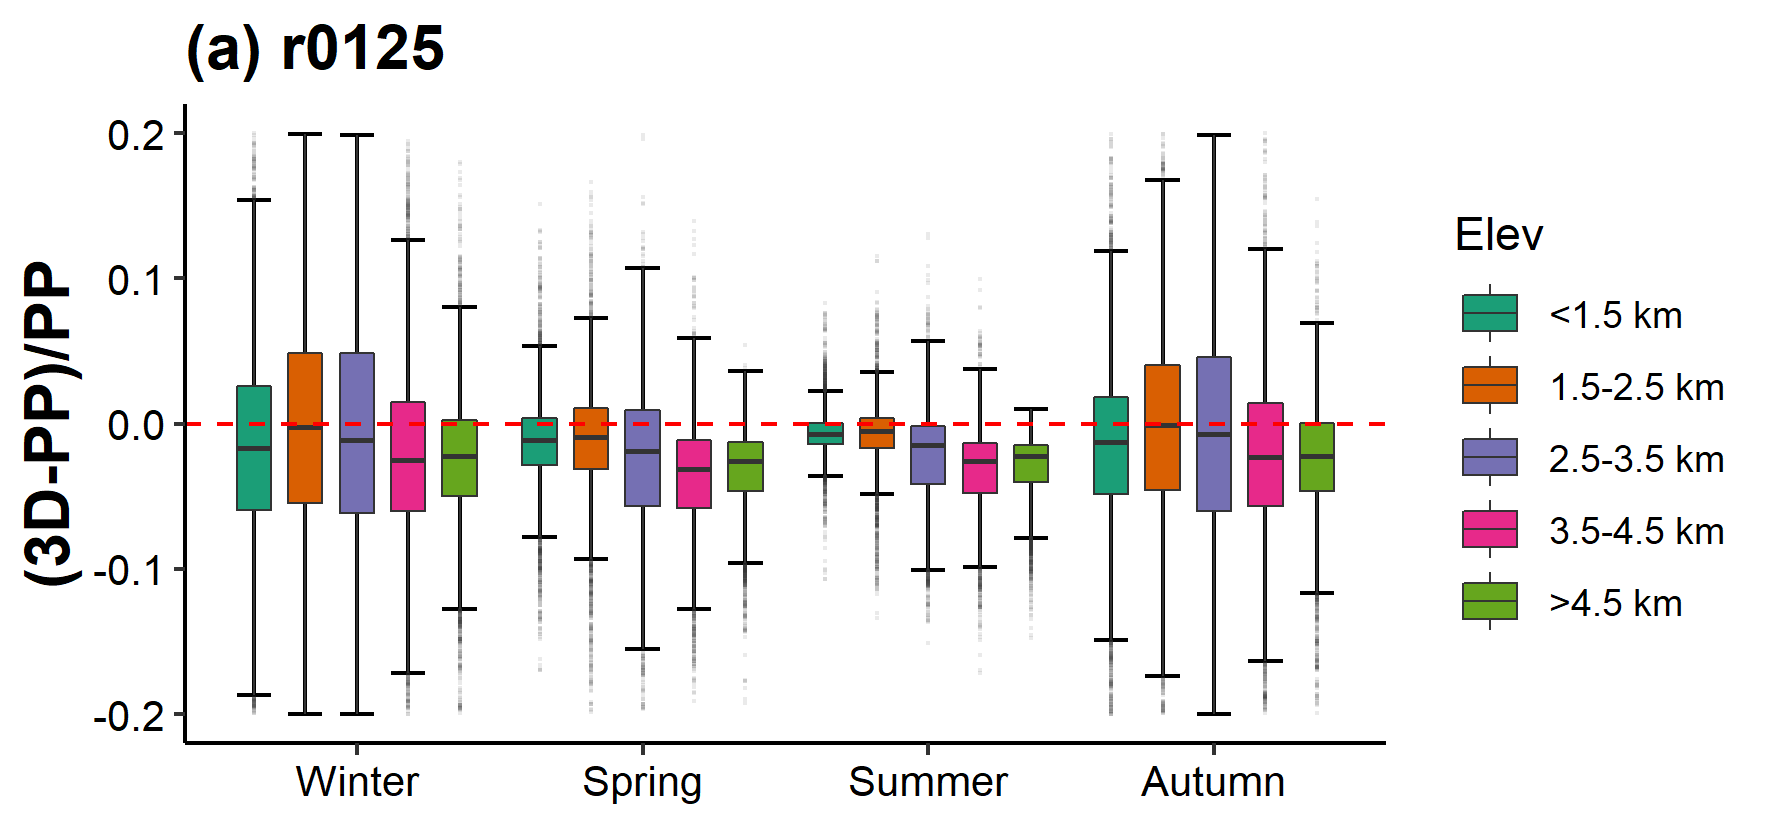 (a) r0125
(3D-PP)/PP
0.2
0.1
0.0
-0.1
-0.2
Winter
Spring
Summer
Autumn
Elev
<1.5 km
1.5-2.5 km
2.5-3.5 km
3.5-4.5 km
>4.5 km